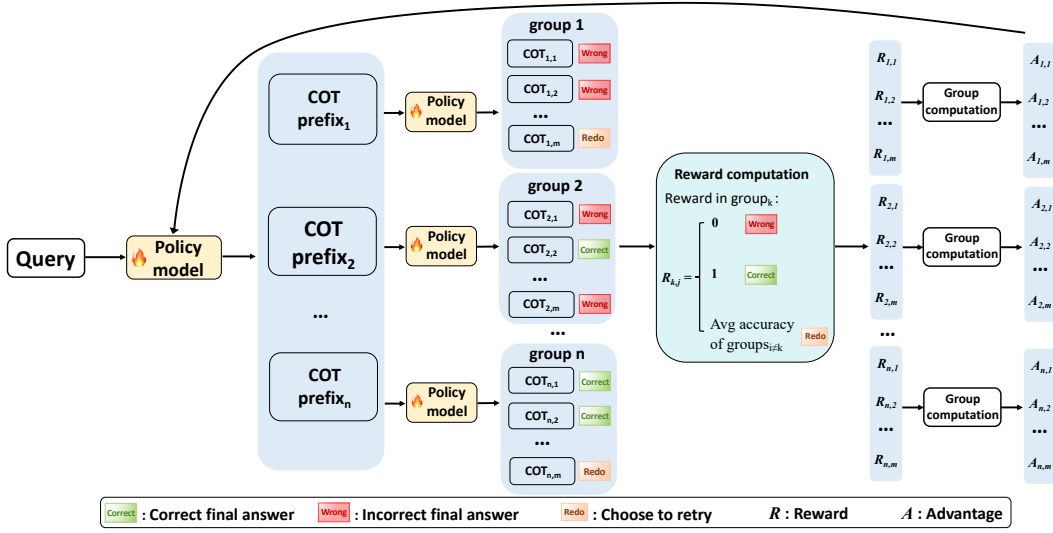 Query
Policy
model
COT
prefix1
COT
prefix2
...
COT
prefixn
Policy
model
Policy
model
Policy
model
group 1
COT1,1 Wrong
COT1,2 Wrong
...
COT1,m Redo
group 2
COT2,1 Wrong
COT2,2 Correct
...
COT2,m Wrong
...
group n
COTn,1 Correct
COTn,2 Correct
...
COTn,m Redo
Reward computation
Reward in groupk :
Rk,j =
0 Wrong
1 Correct
Avg accuracy
of groupsi≠k Redo
R1,1
R1,2
...
R1,m
Group
computation
A1,1
A1,2
...
A1,m
R2,1
R2,2
...
R2,m
Group
computation
A2,1
A2,2
...
A2,m
...
Rn,1
Rn,2
...
Rn,m
Group
computation
An,1
An,2
...
An,m
Correct : Correct final answer Wrong : Incorrect final answer Redo : Choose to retry R : Reward A : Advantage